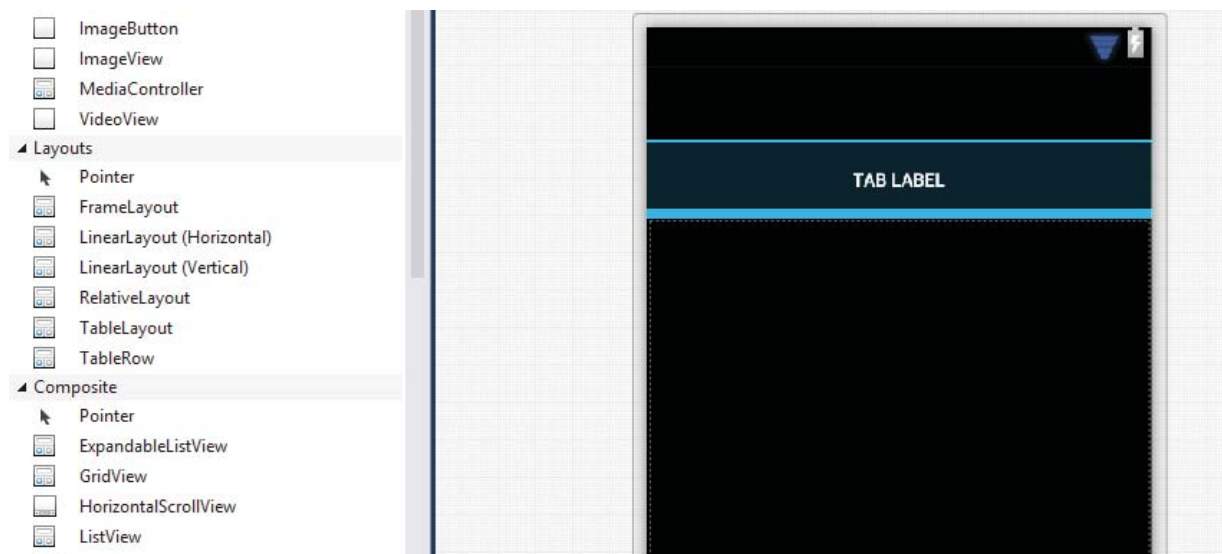 ImageButton
ImageView
MediaController
VideoView
Layouts
Pointer
FrameLayout
LinearLayout (Horizontal)
LinearLayout (Vertical)
RelativeLayout
TableLayout
TableRow
Composite
Pointer
ExpandableListView
GridView
HorizontalScrollView
ListView
TAB LABEL